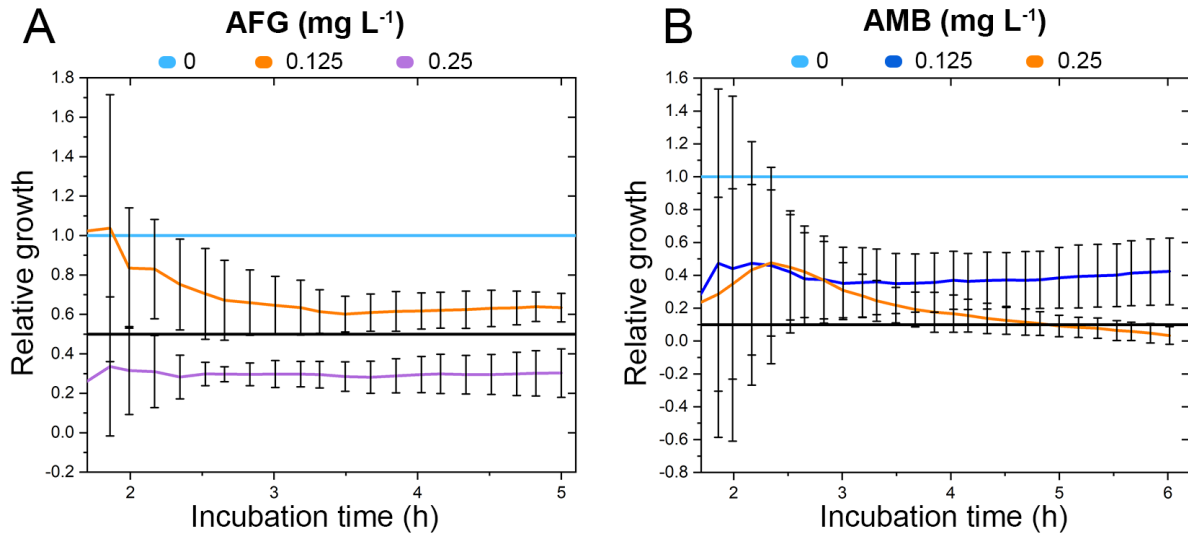 A
AFG (mg L⁻¹)
0 0.125 0.25
Relative growth
1.8
1.6
1.4
1.2
1.0
0.8
0.6
0.4
0.2
0.0
-0.2
2 3 4 5
Incubation time (h)
B
AMB (mg L⁻¹)
0 0.125 0.25
Relative growth
1.6
1.4
1.2
1.0
0.8
0.6
0.4
0.2
0.0
-0.2
-0.4
-0.6
-0.8
2 3 4 5 6
Incubation time (h)